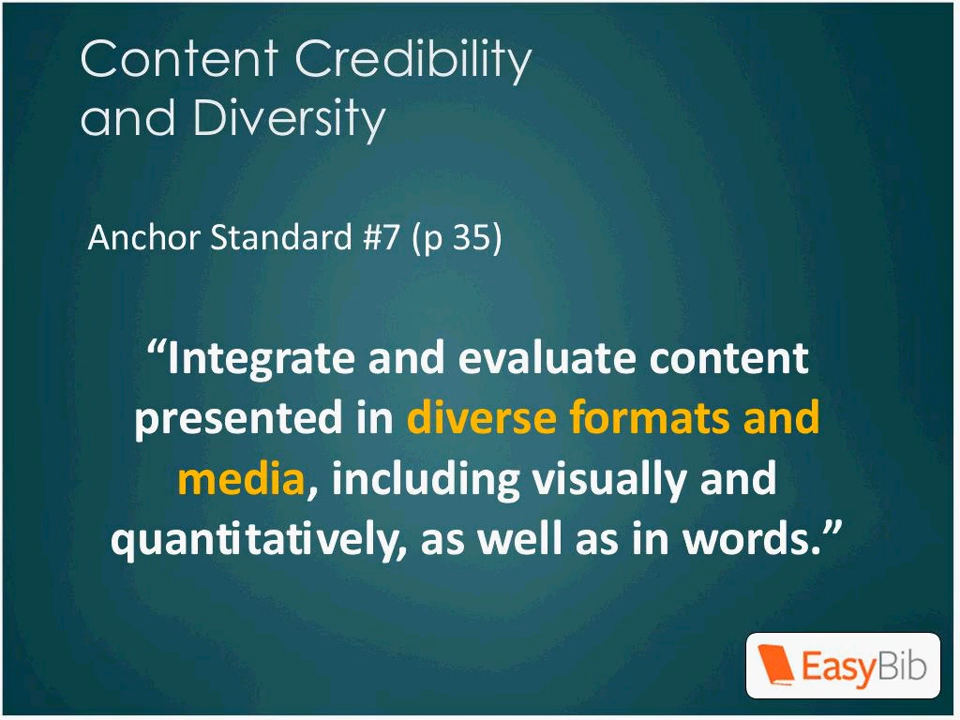 Content Credibility
and Diversity
Anchor Standard #7 (p 35)
“Integrate and evaluate content
presented in diverse formats and
media, including visually and
quantitatively, as well as in words.”
EasyBib